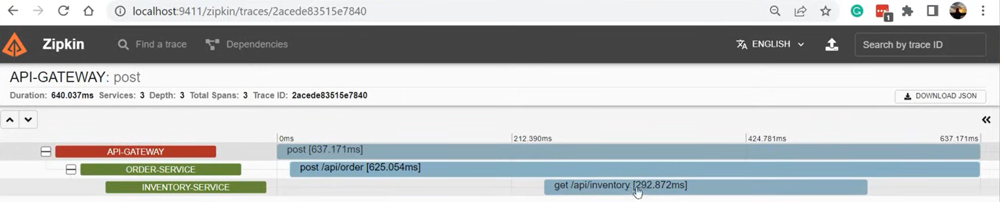 localhost:9411/zipkin/traces/2acede83515e7840
1
Zipkin Find a trace Dependencies ENGLISH Search by trace ID
API-GATEWAY: post
Duration: 640.037ms Services: 3 Depth: 3 Total Spans: 3 Trace ID: 2acede83515e7840 DOWNLOAD JSON
0ms 212.390ms 424.781ms 637.171ms
API-GATEWAY post [637.171ms]
ORDER-SERVICE post /api/order [625.054ms]
INVENTORY-SERVICE get /api/inventory [292.872ms]